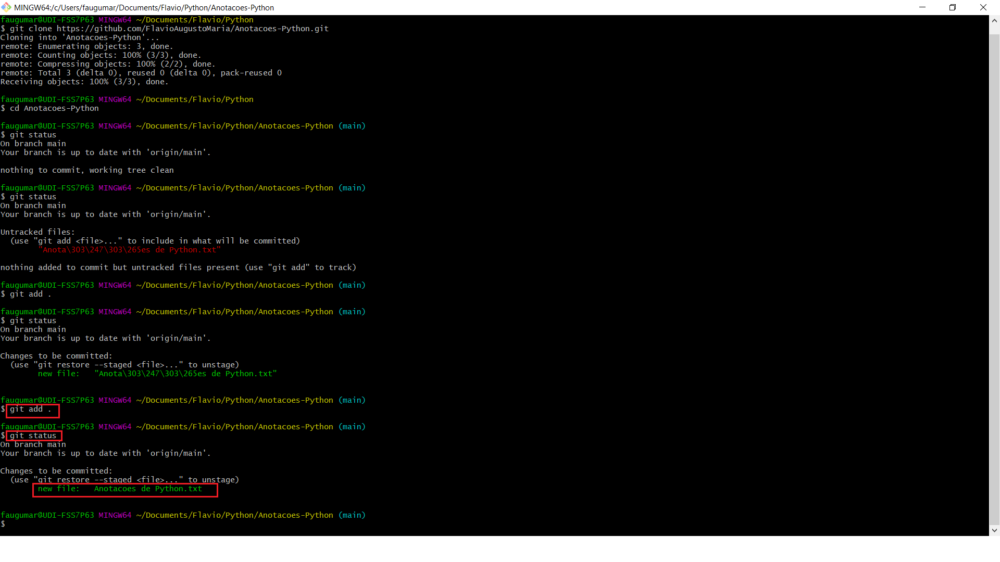 MINGW64:/c/Users/faugumar/Documents/Flavio/Python/Anotacoes-Python
faugumar@UDI-FSS7P63 MINGW64 ~/Documents/Flavio/Python
$ git clone https://github.com/FlavioAugustoMaria/Anotacoes-Python.git
Cloning into 'Anotacoes-Python'...
remote: Enumerating objects: 3, done.
remote: Counting objects: 100% (3/3), done.
remote: Compressing objects: 100% (2/2), done.
remote: Total 3 (delta 0), reused 0 (delta 0), pack-reused 0
Receiving objects: 100% (3/3), done.
faugumar@UDI-FSS7P63 MINGW64 ~/Documents/Flavio/Python
$ cd Anotacoes-Python
faugumar@UDI-FSS7P63 MINGW64 ~/Documents/Flavio/Python/Anotacoes-Python (main)
$ git status
On branch main
Your branch is up to date with 'origin/main'.
nothing to commit, working tree clean
faugumar@UDI-FSS7P63 MINGW64 ~/Documents/Flavio/Python/Anotacoes-Python (main)
$ git status
On branch main
Your branch is up to date with 'origin/main'.
Untracked files:
  (use "git add <file>..." to include in what will be committed)
        "Anota\303\247\303\265es de Python.txt"
nothing added to commit but untracked files present (use "git add" to track)
faugumar@UDI-FSS7P63 MINGW64 ~/Documents/Flavio/Python/Anotacoes-Python (main)
$ git add .
faugumar@UDI-FSS7P63 MINGW64 ~/Documents/Flavio/Python/Anotacoes-Python (main)
$ git status
On branch main
Your branch is up to date with 'origin/main'.
Changes to be committed:
  (use "git restore --staged <file>..." to unstage)
        new file:   "Anota\303\247\303\265es de Python.txt"
faugumar@UDI-FSS7P63 MINGW64 ~/Documents/Flavio/Python/Anotacoes-Python (main)
$ git add .
faugumar@UDI-FSS7P63 MINGW64 ~/Documents/Flavio/Python/Anotacoes-Python (main)
$ git status
On branch main
Your branch is up to date with 'origin/main'.
Changes to be committed:
  (use "git restore --staged <file>..." to unstage)
        new file:   Anotacoes de Python.txt
faugumar@UDI-FSS7P63 MINGW64 ~/Documents/Flavio/Python/Anotacoes-Python (main)
$